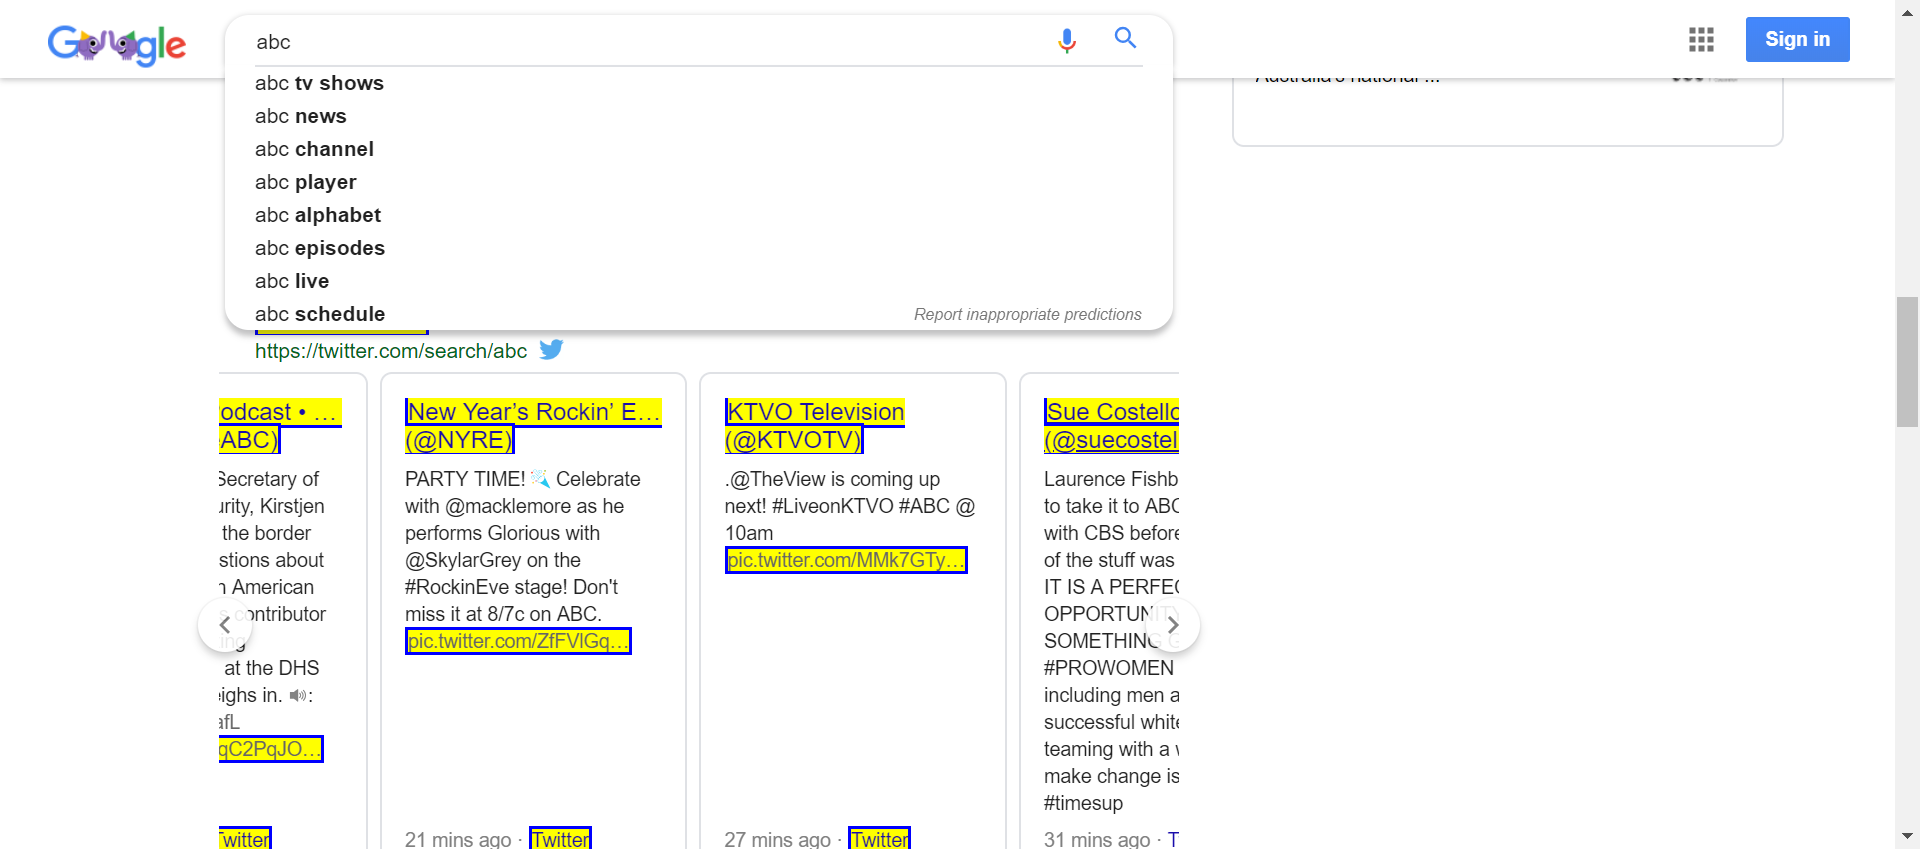 Google
abc
Sign in
abc tv shows
abc news
abc channel
abc player
abc alphabet
abc episodes
abc live
abc schedule
Report inappropriate predictions
Australia's national ...
https://twitter.com/search/abc
odcast • …
ABC)
Secretary of
urity, Kirstjen
the border
stions about
n American
s contributor
ing
at the DHS
eighs in. 🔊:
afL
qC2PqJO…
Twitter
New Year’s Rockin’ E…
(@NYRE)
PARTY TIME! 🎉 Celebrate
with @macklemore as he
performs Glorious with
@SkylarGrey on the
#RockinEve stage! Don't
miss it at 8/7c on ABC.
pic.twitter.com/ZfFVlGq…
21 mins ago · Twitter
KTVO Television
(@KTVOTV)
.@TheView is coming up
next! #LiveonKTVO #ABC @
10am
pic.twitter.com/MMk7GTy…
27 mins ago · Twitter
Sue Costello
(@suecostel
Laurence Fishb
to take it to ABC
with CBS before
of the stuff was
IT IS A PERFEC
OPPORTUNITY
SOMETHING
#PROWOMEN
including men a
successful white
teaming with a
make change is
#timesup
31 mins ago · T